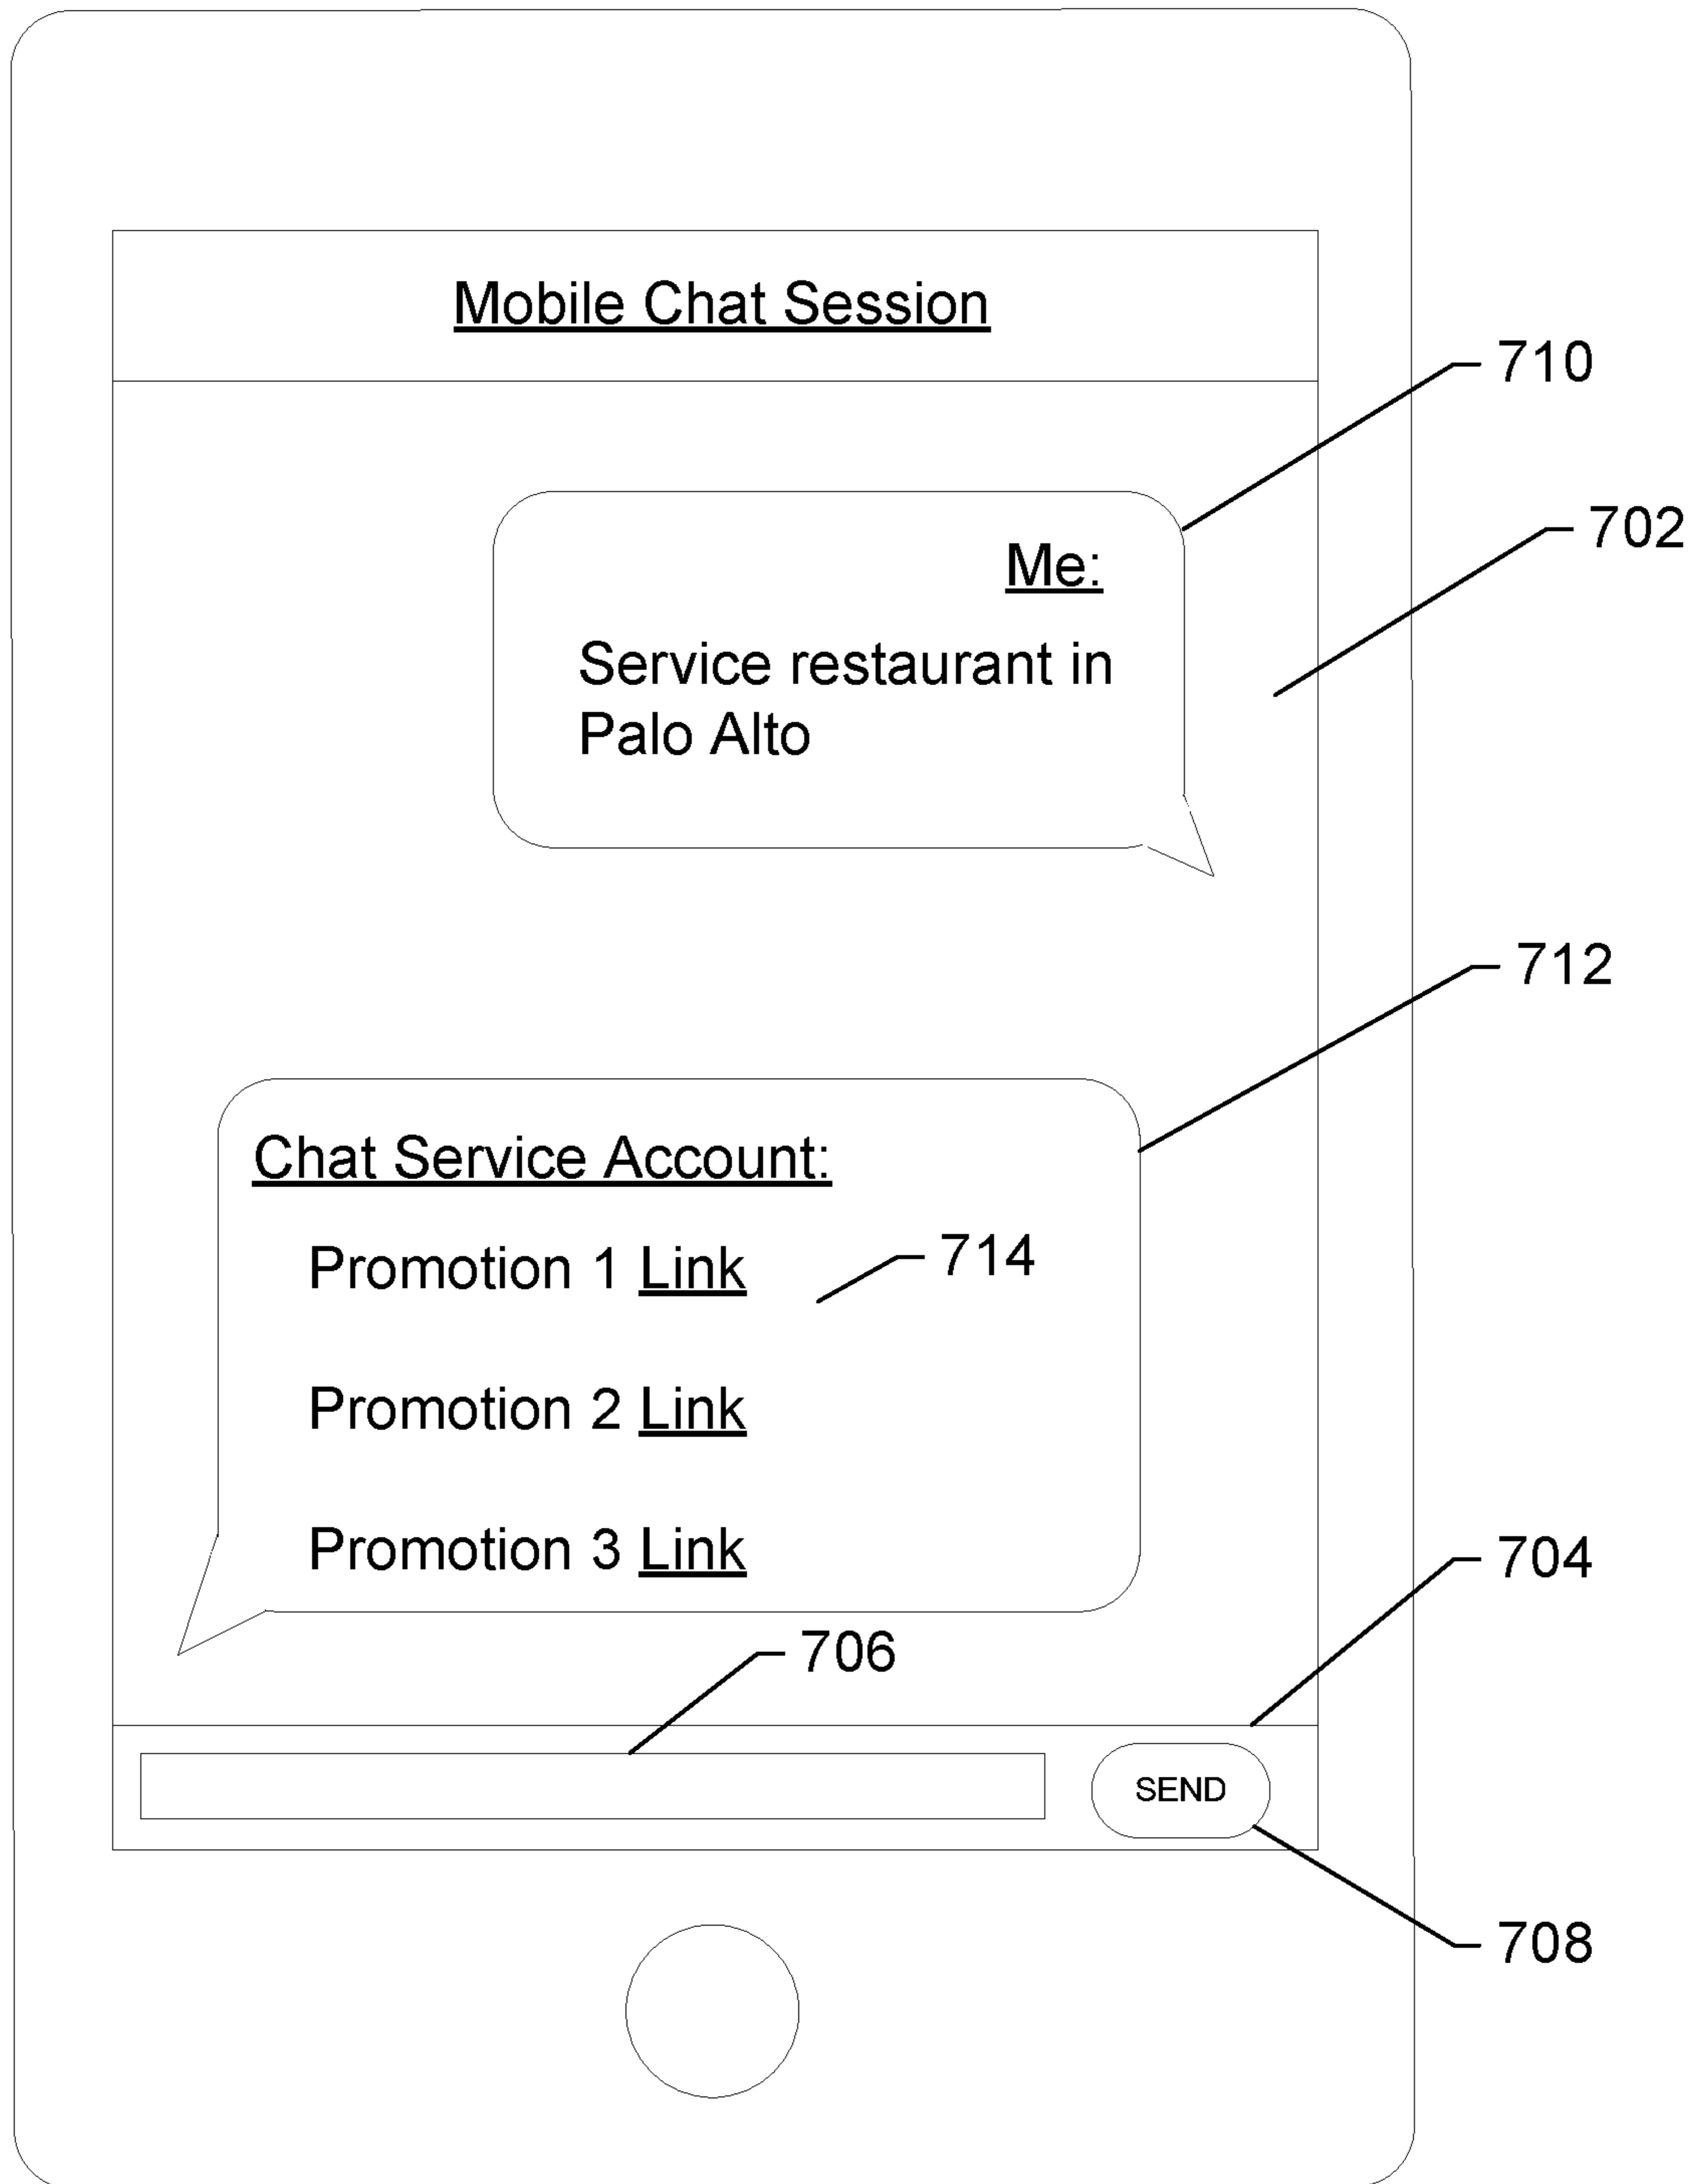 Mobile Chat Session
710
702
Me:
Service restaurant in
Palo Alto
712
Chat Service Account:
Promotion 1 Link
714
Promotion 2 Link
Promotion 3 Link
704
706
SEND
708